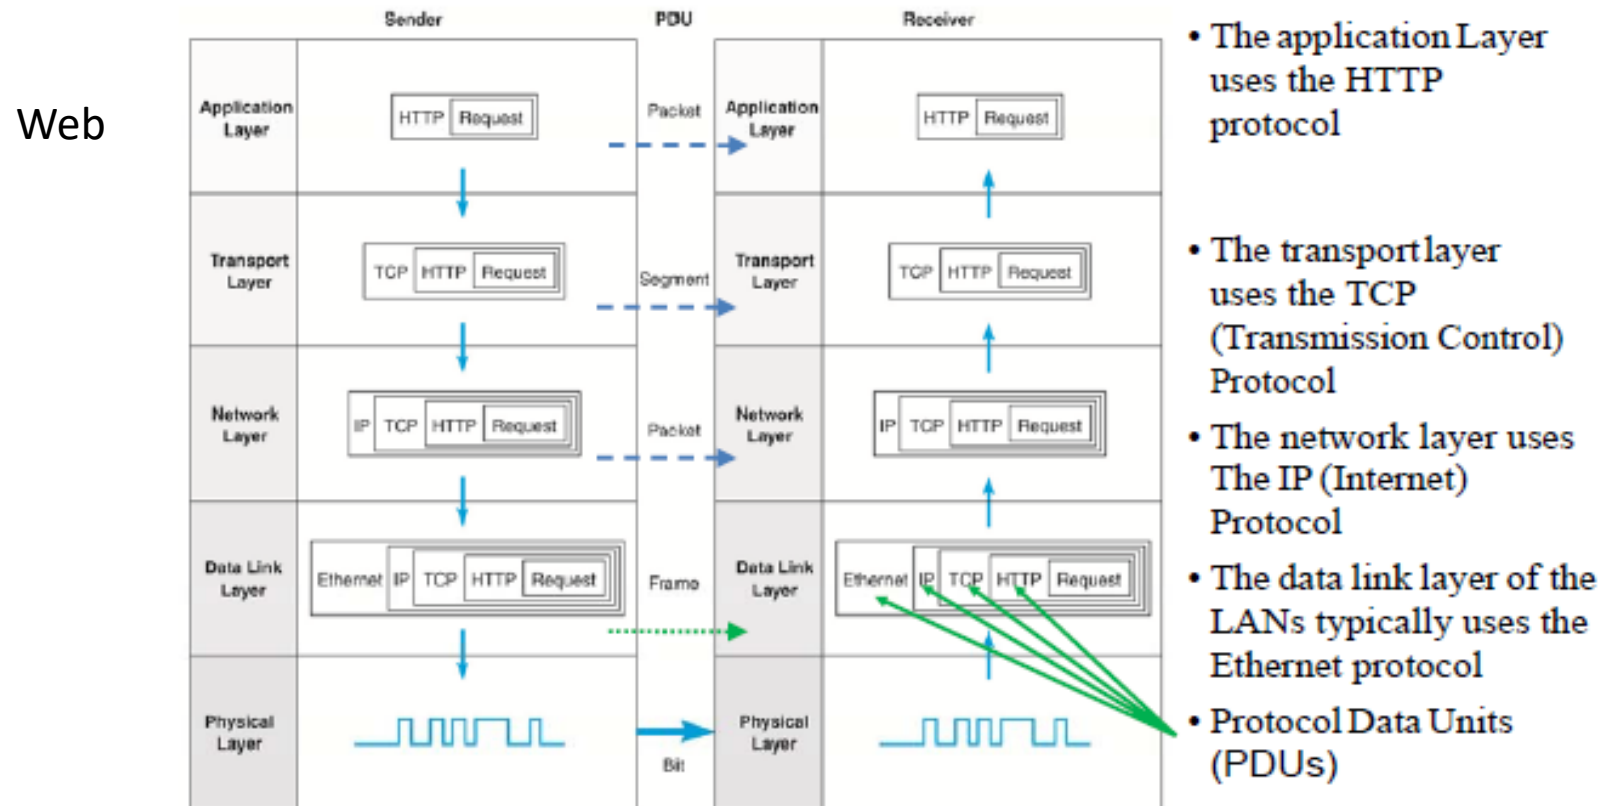 Sender PDU Receiver
Web
Application
Layer
HTTP Request
Packet
Application
Layer
HTTP Request
Transport
Layer
TCP HTTP Request
Segment
Transport
Layer
TCP HTTP Request
Network
Layer
IP TCP HTTP Request
Packet
Network
Layer
IP TCP HTTP Request
Data Link
Layer
Ethernet IP TCP HTTP Request
Frame
Data Link
Layer
Ethernet IP TCP HTTP Request
Physical
Layer
Bit
Physical
Layer
• The application Layer
uses the HTTP
protocol
• The transport layer
uses the TCP
(Transmission Control)
Protocol
• The network layer uses
The IP (Internet)
Protocol
• The data link layer of the
LANs typically uses the
Ethernet protocol
• Protocol Data Units
(PDUs)